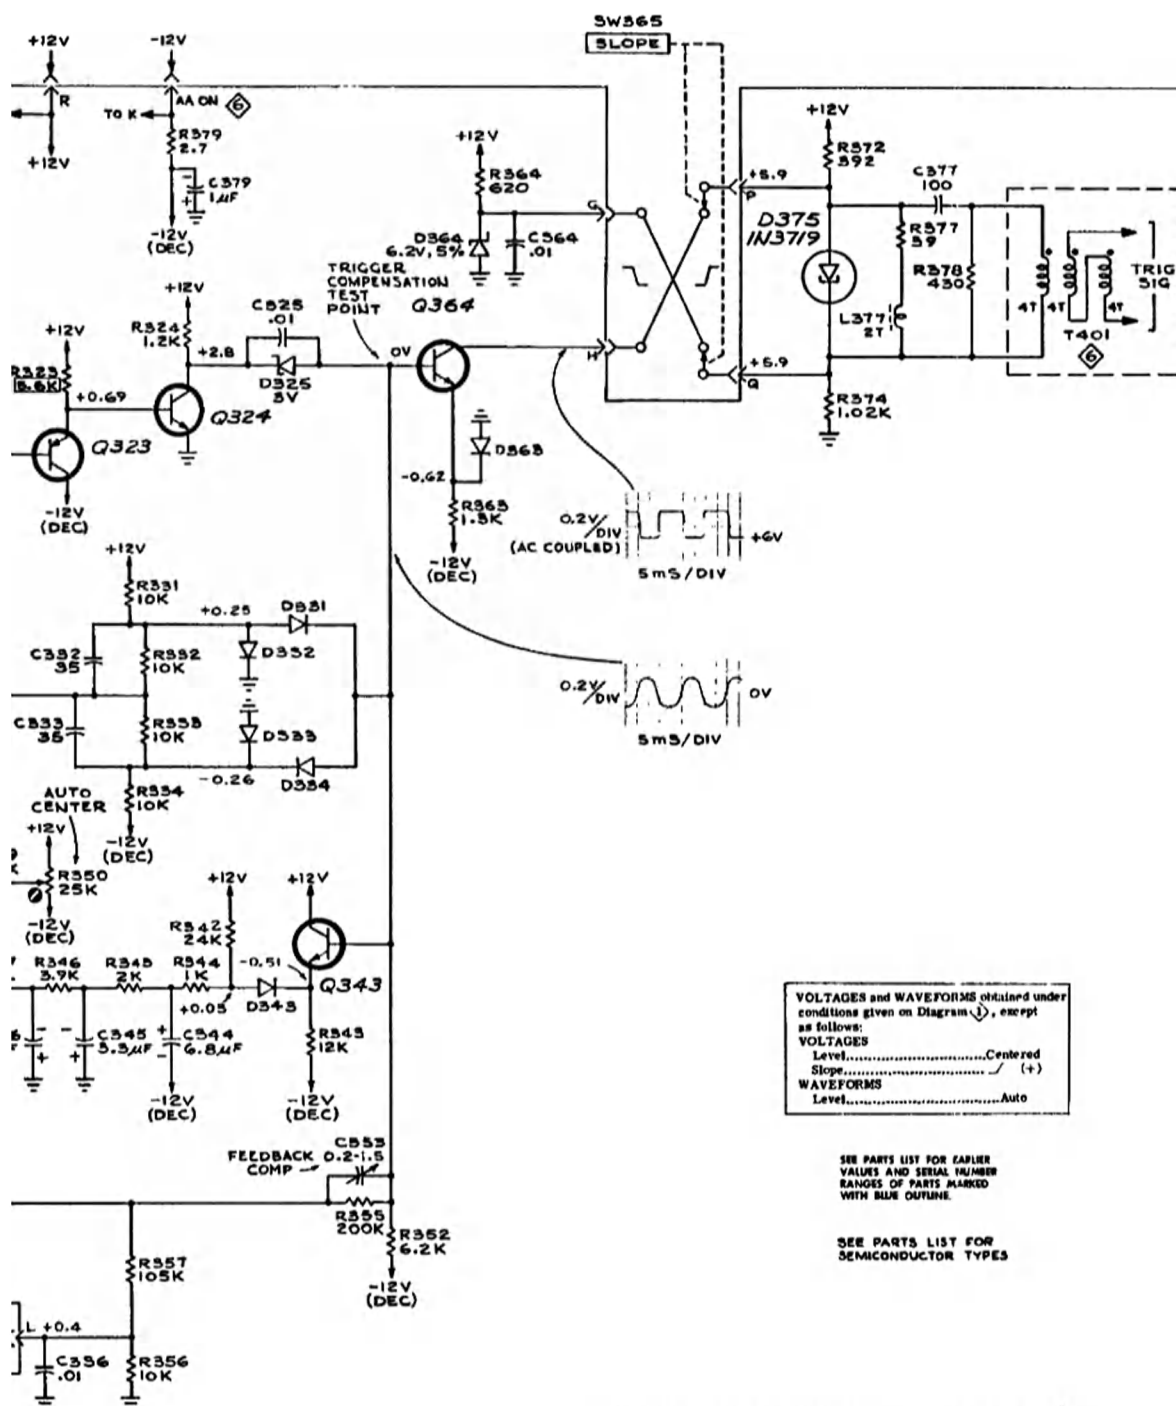 SW365
SLOPE
+12V
-12V
R
TO K
AA ON
6
+12V
R379
2.7
C379
1µF
-12V
(DEC)
+12V
R364
620
G
D364
6.2V, 5%
C364
.01
H
+5.9
P
+5.9
Q
+12V
R372
392
C377
100
D375
1N3719
R377
39
R378
430
L377
2T
4T
4T
4T
T401
6
TRIG
SIG
R374
1.02K
TRIGGER
COMPENSATION
TEST
POINT
Q364
0V
+12V
R324
1.2K
+2.8
C325
.01
D325
3V
+12V
R323
5.6K
+0.69
Q324
Q323
-12V
(DEC)
D363
-0.62
R363
1.3K
-12V
(DEC)
0.2V/
DIV
(AC COUPLED)
+6V
5mS/DIV
0.2V/
DIV
0V
5mS/DIV
+12V
R331
10K
+0.25
D331
C332
35
R332
10K
D332
C333
35
R333
10K
D333
-0.26
D334
R334
10K
-12V
(DEC)
AUTO
CENTER
+12V
R350
25K
-12V
(DEC)
+12V
R342
24K
+12V
-0.51
Q343
R346
3.9K
R345
2K
R344
1K
+0.05
D343
C345
3.3µF
C344
6.8µF
R343
12K
-12V
(DEC)
-12V
(DEC)
FEEDBACK
COMP
C353
0.2-1.5
R355
200K
R352
6.2K
-12V
(DEC)
R357
105K
L +0.4
C336
.01
R356
10K
VOLTAGES and WAVEFORMS obtained under
conditions given on Diagram 1, except
as follows:
VOLTAGES
Level..............................Centered
Slope.............................. (+)
WAVEFORMS
Level..................................Auto
SEE PARTS LIST FOR EARLIER
VALUES AND SERIAL NUMBER
RANGES OF PARTS MARKED
WITH BLUE OUTLINE.
SEE PARTS LIST FOR
SEMICONDUCTOR TYPES